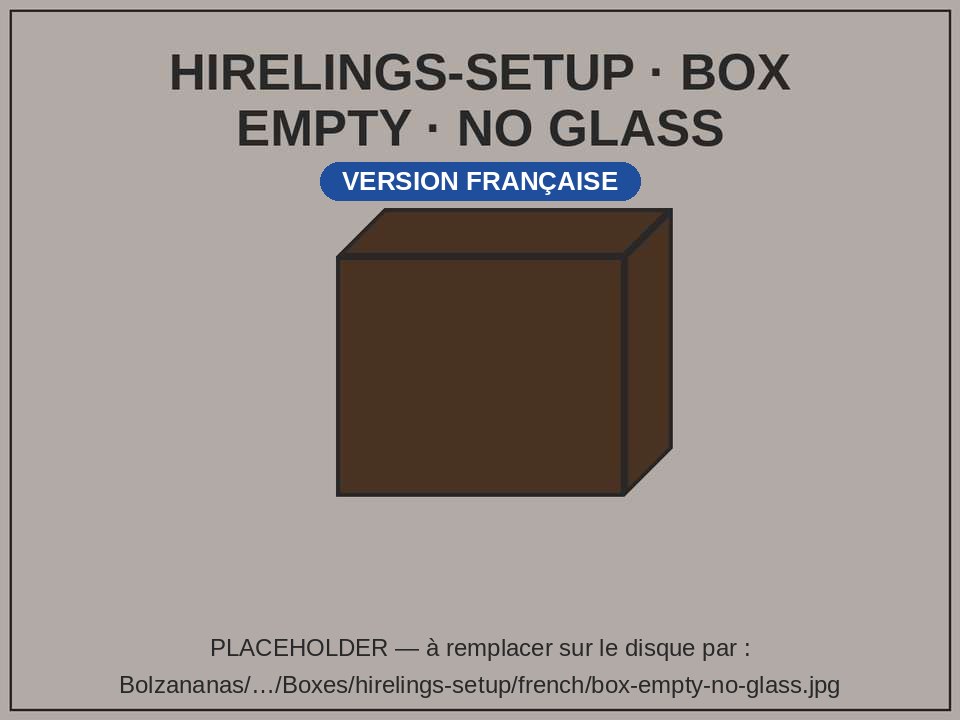 HIRELINGS-SETUP · BOX
EMPTY · NO GLASS
VERSION FRANÇAISE
PLACEHOLDER — à remplacer sur le disque par :
Bolzananas/…/Boxes/hirelings-setup/french/box-empty-no-glass.jpg